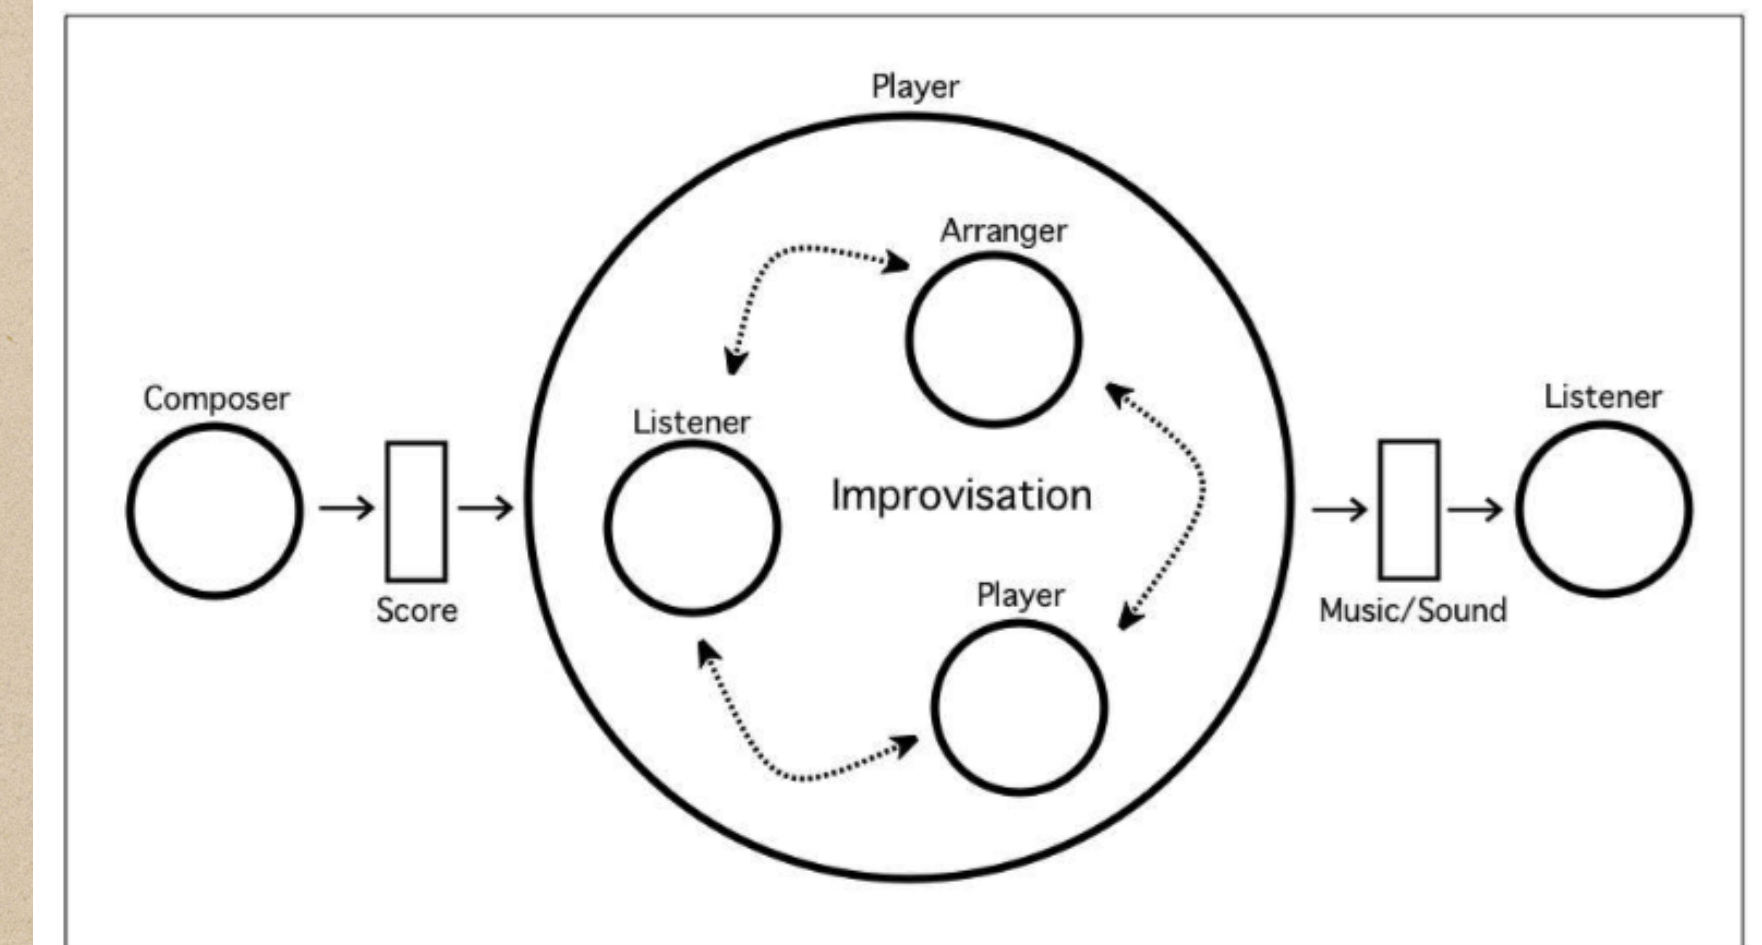 Player
Arranger
Composer
Listener
Listener
Improvisation
Player
Score
Music/Sound